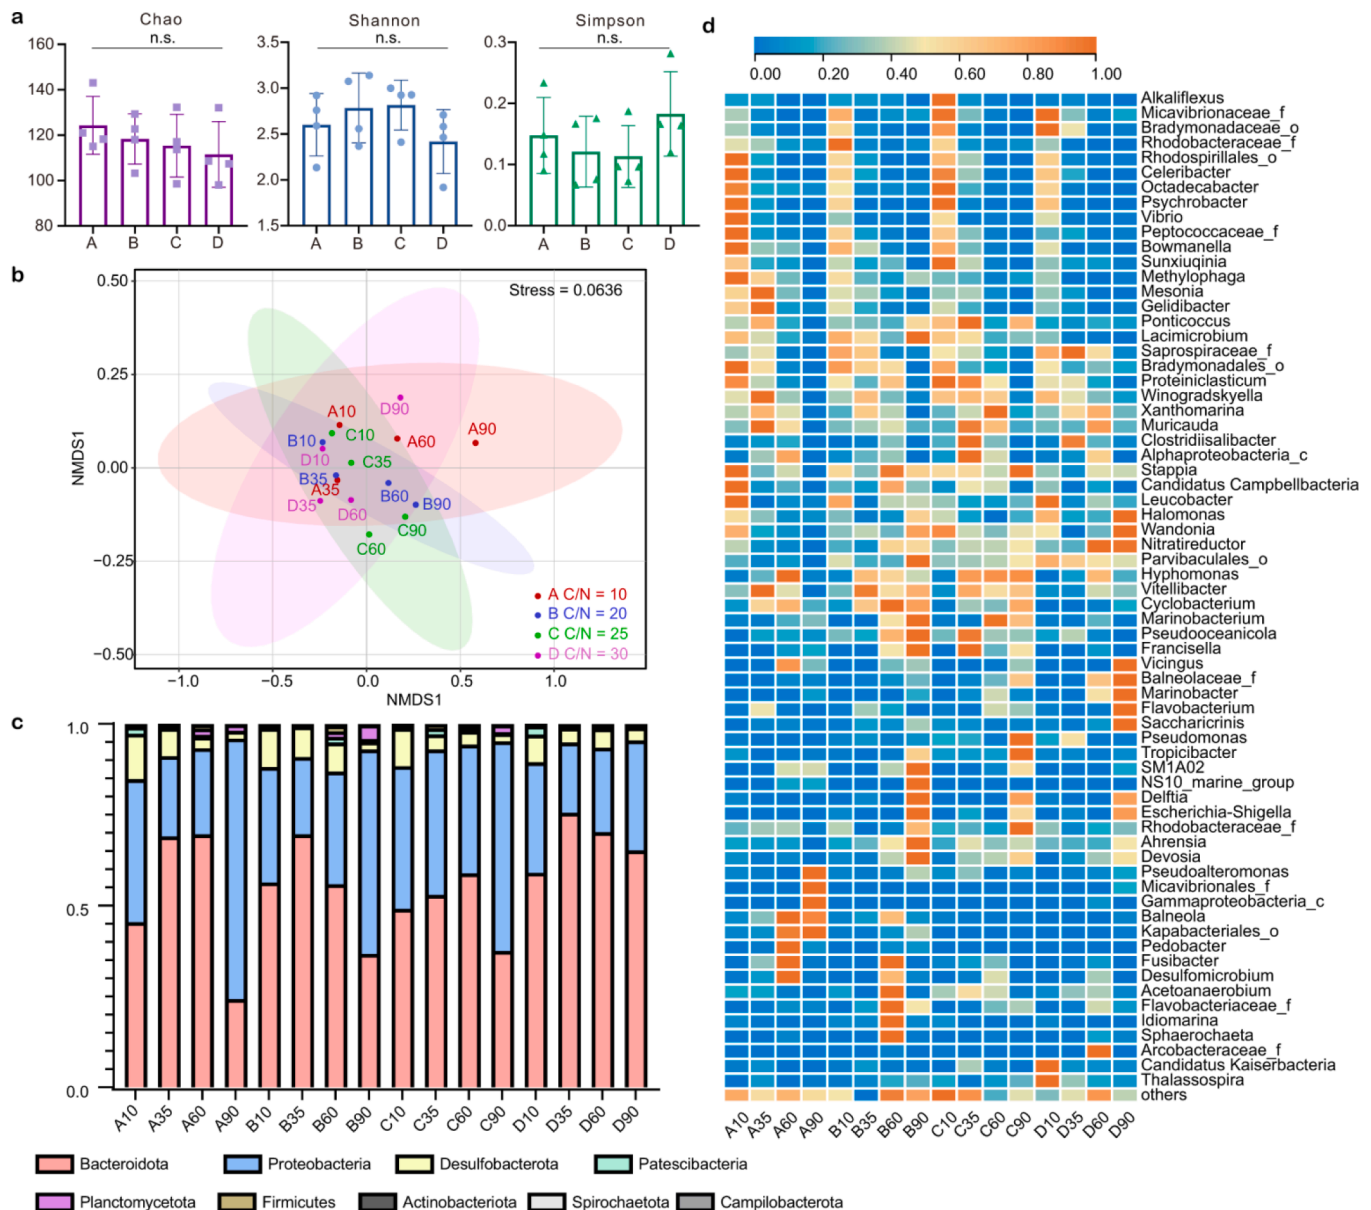 a
Chao
n.s.
160
140
120
100
80
A B C D
Shannon
n.s.
3.5
3.0
2.5
2.0
1.5
A B C D
Simpson
n.s.
0.3
0.2
0.1
0.0
A B C D
b
Stress = 0.0636
NMDS1
0.50
0.25
0.00
−0.25
−0.50
A10
C10
B10
D10
C35
B35
A35
D35
D60
D90
A60
A90
B60
B90
C90
C60
A C/N = 10
B C/N = 20
C C/N = 25
D C/N = 30
−1.0 −0.5 0.0 0.5 1.0
NMDS1
c
1.0
0.5
0.0
A10 A35 A60 A90 B10 B35 B60 B90 C10 C35 C60 C90 D10 D35 D60 D90
Bacteroidota Proteobacteria Desulfobacterota Patescibacteria
Planctomycetota Firmicutes Actinobacteriota Spirochaetota Campilobacterota
d
0.00 0.20 0.40 0.60 0.80 1.00
Alkaliflexus
Micavibrionaceae_f
Bradymonadaceae_o
Rhodobacteraceae_f
Rhodospirillales_o
Celeribacter
Octadecabacter
Psychrobacter
Vibrio
Peptococcaceae_f
Bowmanella
Sunxiuqinia
Methylophaga
Mesonia
Gelidibacter
Ponticoccus
Lacimicrobium
Saprospiraceae_f
Bradymonadales_o
Proteiniclasticum
Winogradskyella
Xanthomarina
Muricauda
Clostridiisalibacter
Alphaproteobacteria_c
Stappia
Candidatus Campbellbacteria
Leucobacter
Halomonas
Wandonia
Nitratireductor
Parvibaculales_o
Hyphomonas
Vitellibacter
Cyclobacterium
Marinobacterium
Pseudooceanicola
Francisella
Vicingus
Balneolaceae_f
Marinobacter
Flavobacterium
Saccharicrinis
Pseudomonas
Tropicibacter
SM1A02
NS10_marine_group
Delftia
Escherichia-Shigella
Rhodobacteraceae_f
Ahrensia
Devosia
Pseudoalteromonas
Micavibrionales_f
Gammaproteobacteria_c
Balneola
Kapabacteriales_o
Pedobacter
Fusibacter
Desulfomicrobium
Acetoanaerobium
Flavobacteriaceae_f
Idiomarina
Sphaerochaeta
Arcobacteraceae_f
Candidatus Kaiserbacteria
Thalassospira
others
A10 A35 A60 A90 B10 B35 B60 B90 C10 C35 C60 C90 D10 D35 D60 D90